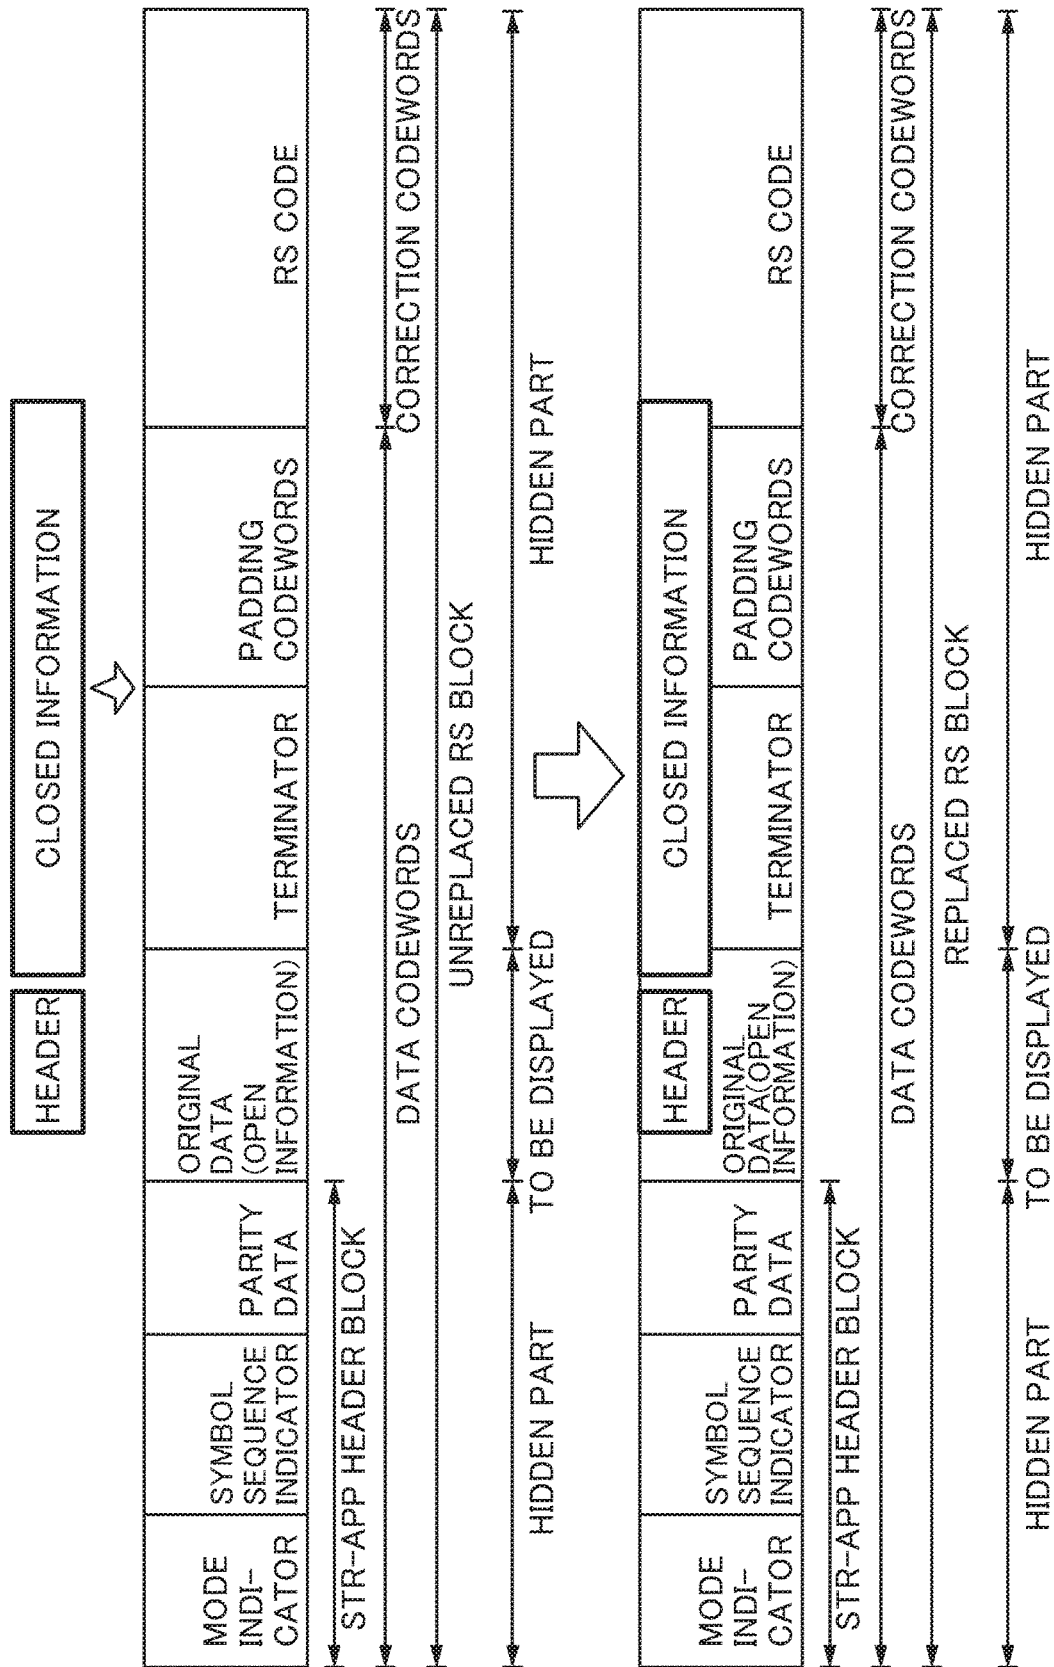 HEADER
CLOSED INFORMATION
MODE
INDI-
CATOR
SYMBOL
SEQUENCE
INDICATOR
PARITY
DATA
ORIGINAL
DATA
(OPEN
INFORMATION)
TERMINATOR
PADDING
CODEWORDS
RS CODE
STR-APP HEADER BLOCK
DATA CODEWORDS
CORRECTION CODEWORDS
UNREPLACED RS BLOCK
HIDDEN PART
TO BE DISPLAYED
HIDDEN PART
HEADER
CLOSED INFORMATION
MODE
INDI-
CATOR
SYMBOL
SEQUENCE
INDICATOR
PARITY
DATA
ORIGINAL
DATA(OPEN
INFORMATION)
TERMINATOR
PADDING
CODEWORDS
RS CODE
STR-APP HEADER BLOCK
DATA CODEWORDS
CORRECTION CODEWORDS
REPLACED RS BLOCK
HIDDEN PART
TO BE DISPLAYED
HIDDEN PART